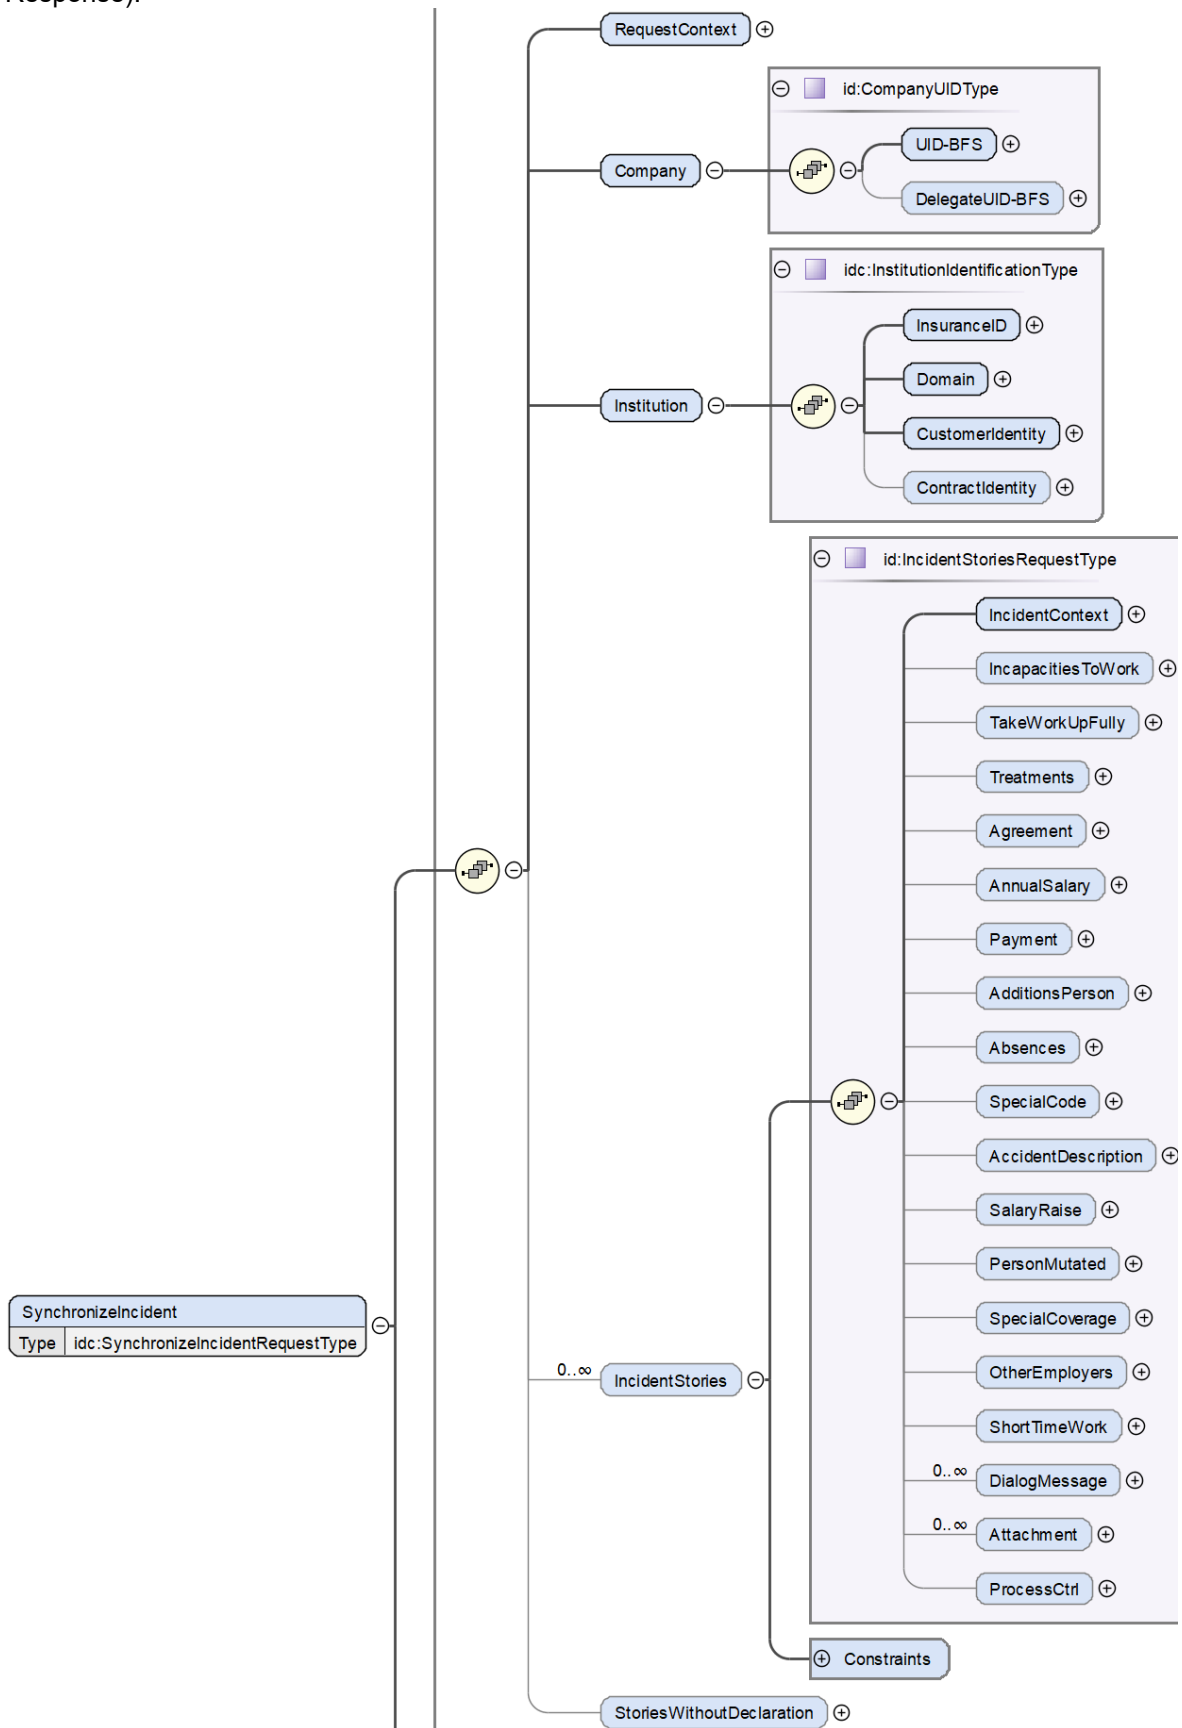 Response).
RequestContext
id:CompanyUIDType
UID-BFS
Company
DelegateUID-BFS
idc:InstitutionIdentificationType
InsuranceID
Domain
Institution
CustomerIdentity
ContractIdentity
id:IncidentStoriesRequestType
IncidentContext
IncapacitiesToWork
TakeWorkUpFully
Treatments
Agreement
AnnualSalary
Payment
AdditionsPerson
Absences
SpecialCode
AccidentDescription
SalaryRaise
PersonMutated
SynchronizeIncident
Type idc:SynchronizeIncidentRequestType
SpecialCoverage
0..∞ IncidentStories
OtherEmployers
ShortTimeWork
0..∞ DialogMessage
0..∞ Attachment
ProcessCtrl
Constraints
StoriesWithoutDeclaration